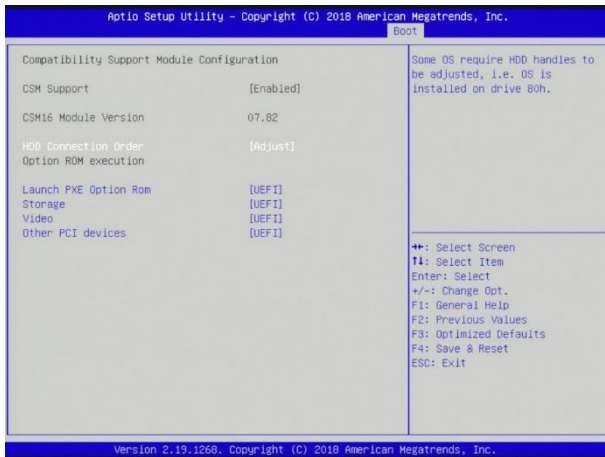 Aptio Setup Utility - Copyright (C) 2018 American Megatrends, Inc.
Boot
Compatibility Support Module Configuration
CSM Support [Enabled]
CSM16 Module Version 07.82
HDD Connection Order [Adjust]
Option ROM execution
Launch PXE Option Rom [UEFI]
Storage [UEFI]
Video [UEFI]
Other PCI devices [UEFI]
Some OS require HDD handles to
be adjusted, i.e. OS is
installed on drive 80h.
→←: Select Screen
↑↓: Select Item
Enter: Select
+/-: Change Opt.
F1: General Help
F2: Previous Values
F3: Optimized Defaults
F4: Save & Reset
ESC: Exit
Version 2.19.1268. Copyright (C) 2018 American Megatrends, Inc.